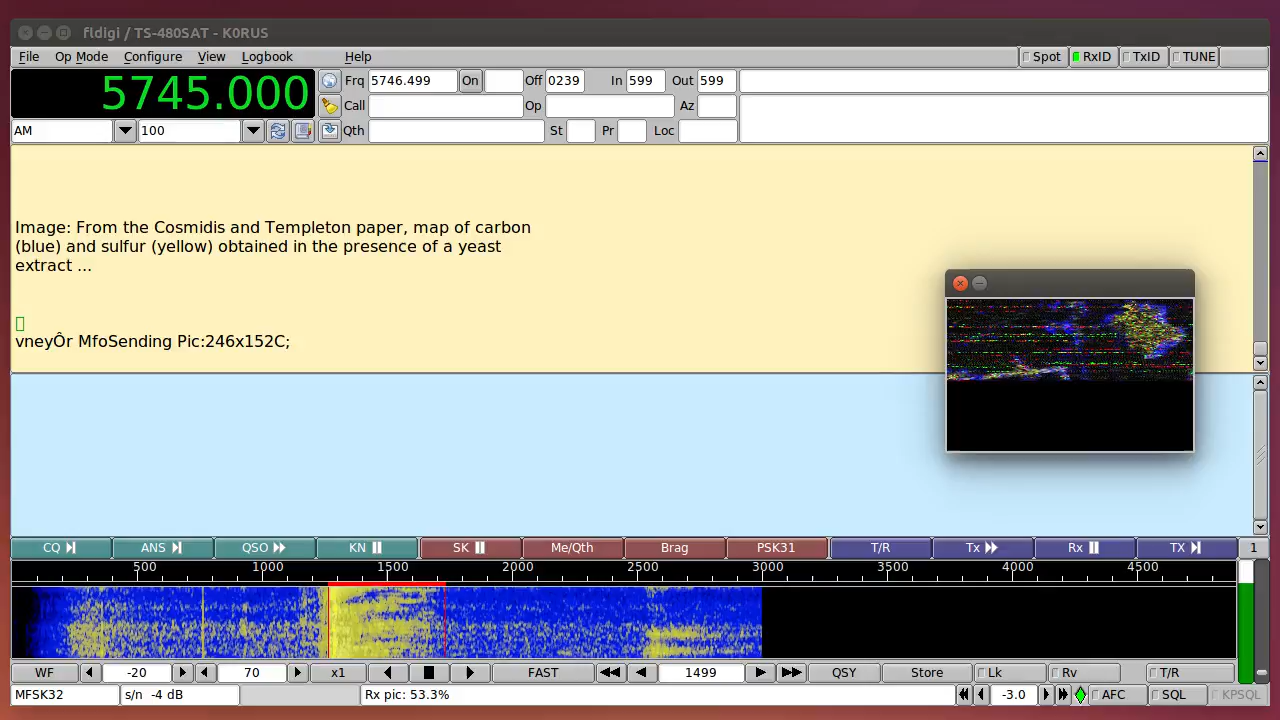 fldigi / TS-480SAT - K0RUS
File Op Mode Configure View Logbook Help Spot RxID TxID TUNE
5745.000 Frq 5746.499 On Off 0239 In 599 Out 599
Call Op Az
AM 100 Qth St Pr Loc
Image: From the Cosmidis and Templeton paper, map of carbon
(blue) and sulfur (yellow) obtained in the presence of a yeast
extract ...
vneyÔr MfoSending Pic:246x152C;
CQ ANS QSO KN SK Me/Qth Brag PSK31 T/R Tx Rx TX 1
500 1000 1500 2000 2500 3000 3500 4000 4500
WF -20 70 x1 FAST 1499 QSY Store Lk Rv T/R
MFSK32 s/n -4 dB Rx pic: 53.3% -3.0 AFC SQL KPSQL